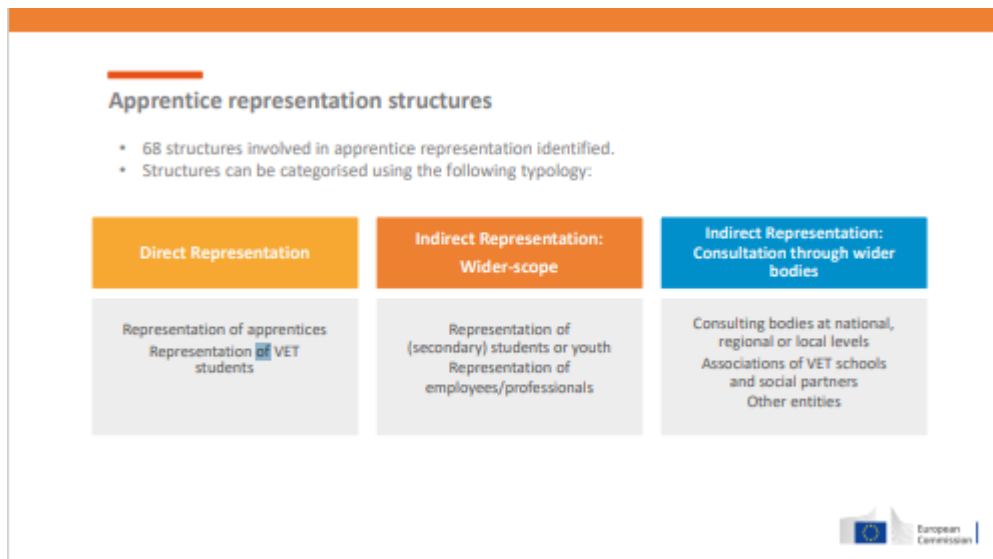 Apprentice representation structures
• 68 structures involved in apprentice representation identified.
• Structures can be categorised using the following typology:
Direct Representation
Representation of apprentices
Representation of VET
students
Indirect Representation:
Wider-scope
Representation of
(secondary) students or youth
Representation of
employees/professionals
Indirect Representation:
Consultation through wider
bodies
Consulting bodies at national,
regional or local levels
Associations of VET schools
and social partners
Other entities
European
Commission